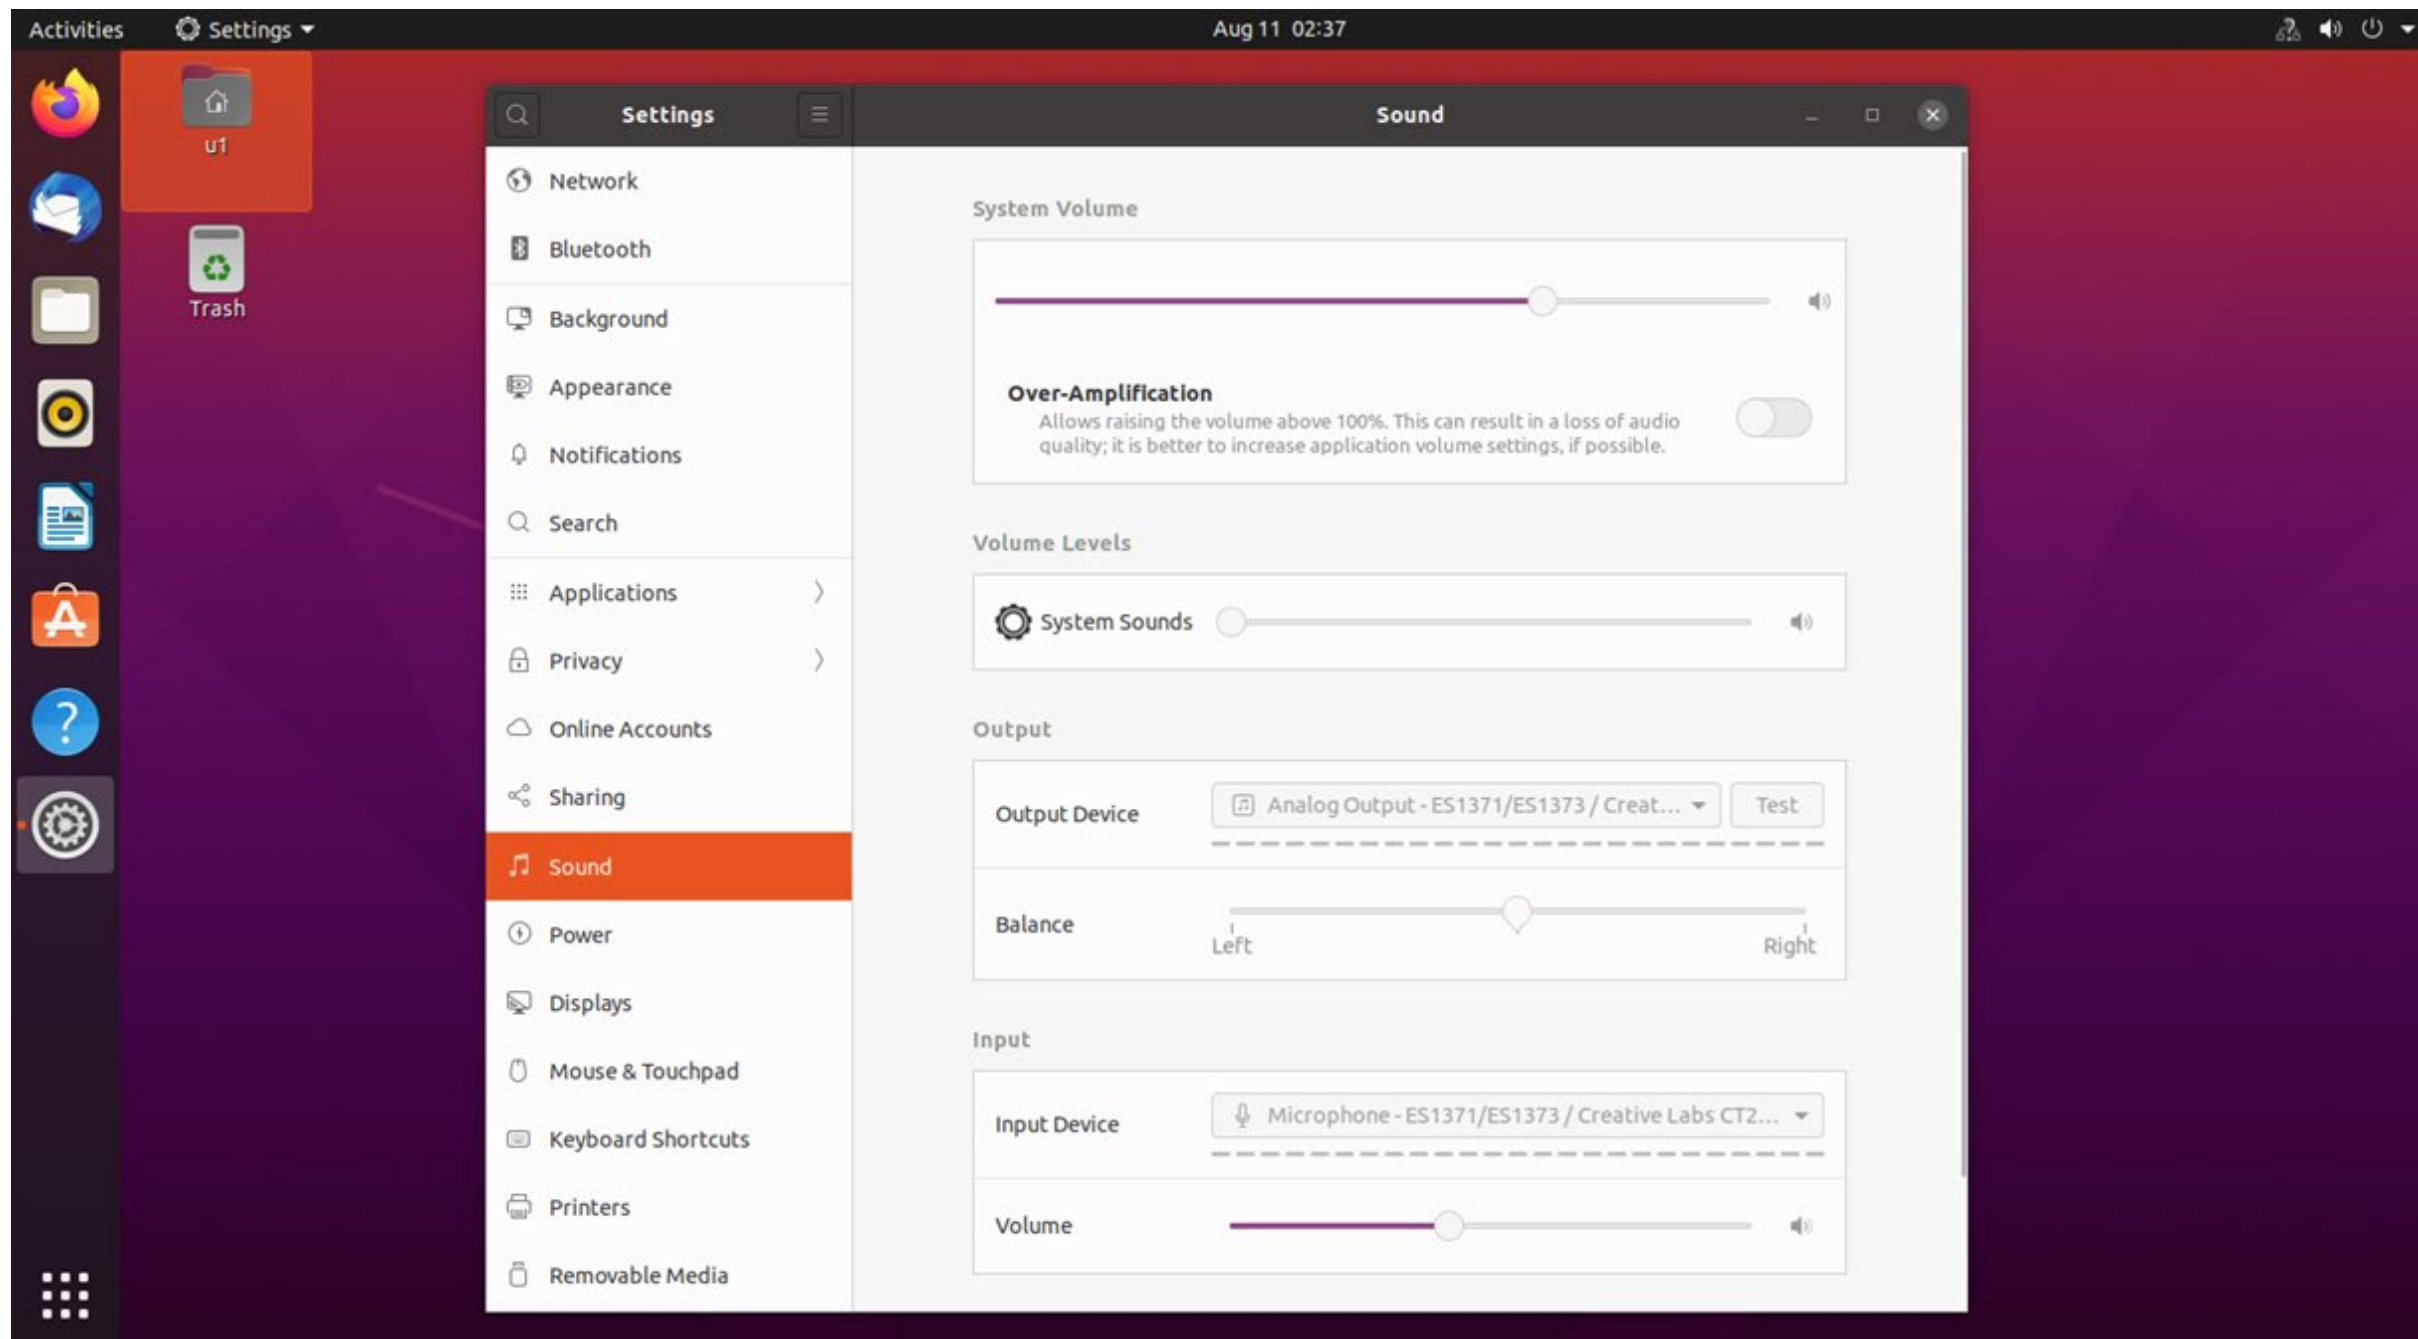 Activities
Settings
Aug 11 02:37
u1
Trash
Settings
Network
Bluetooth
Background
Appearance
Notifications
Search
Applications
Privacy
Online Accounts
Sharing
Sound
Power
Displays
Mouse & Touchpad
Keyboard Shortcuts
Printers
Removable Media
Sound
System Volume
Over-Amplification
Allows raising the volume above 100%. This can result in a loss of audio
quality; it is better to increase application volume settings, if possible.
Volume Levels
System Sounds
Output
Output Device
Analog Output - ES1371/ES1373 / Creat...
Test
Balance
Left
Right
Input
Input Device
Microphone - ES1371/ES1373 / Creative Labs CT2...
Volume